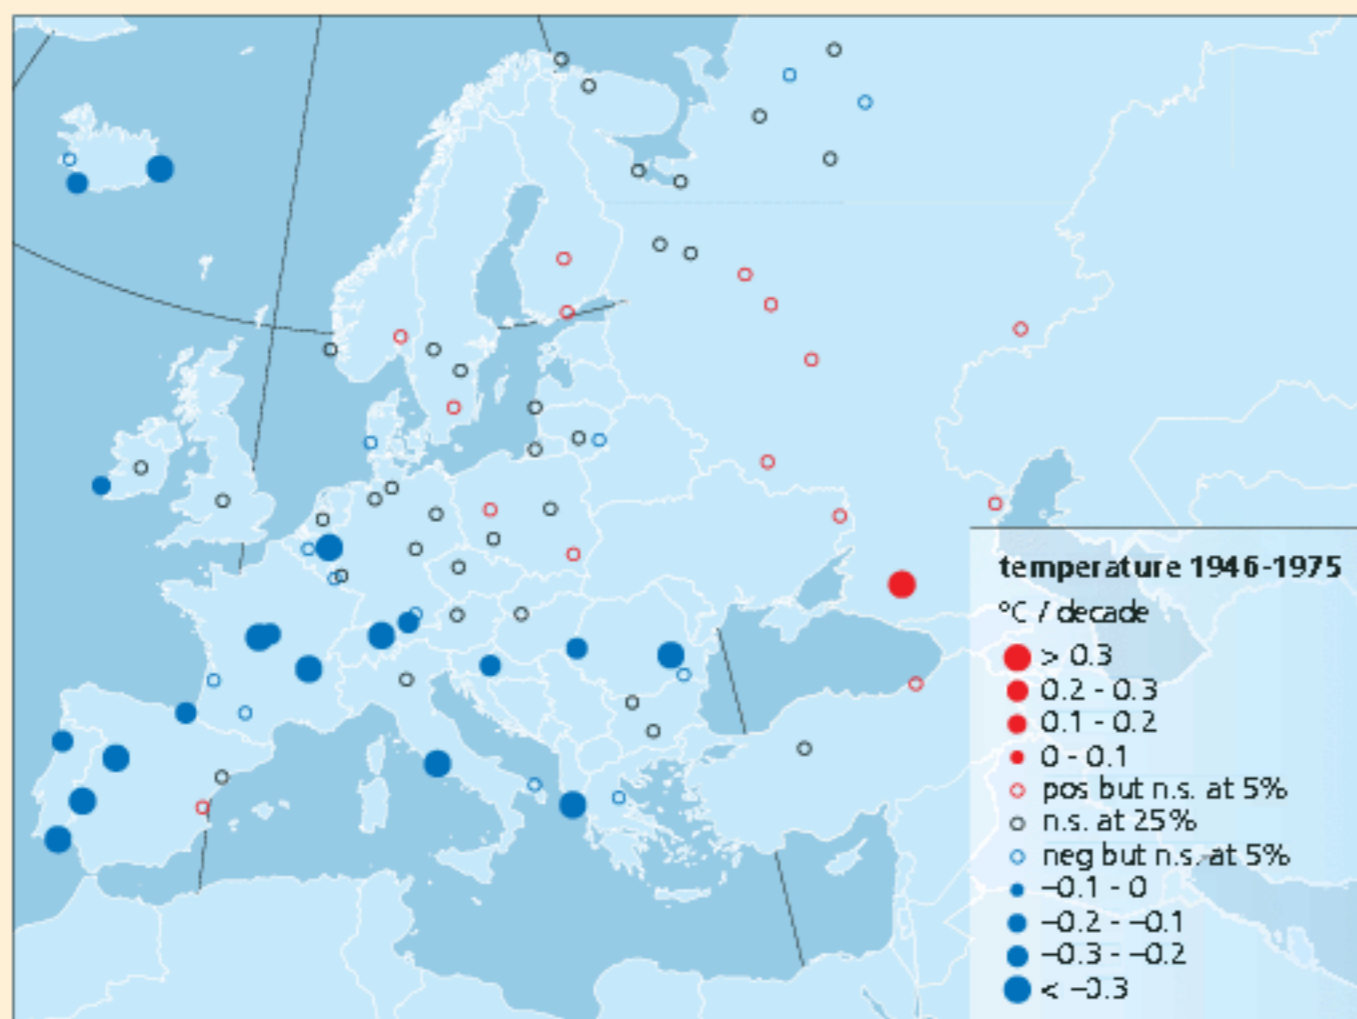 temperature 1946-1975
°C / decade
> 0.3
0.2 - 0.3
0.1 - 0.2
0 - 0.1
pos but n.s. at 5%
n.s. at 25%
neg but n.s. at 5%
−0.1 - 0
−0.2 - −0.1
−0.3 - −0.2
< −0.3